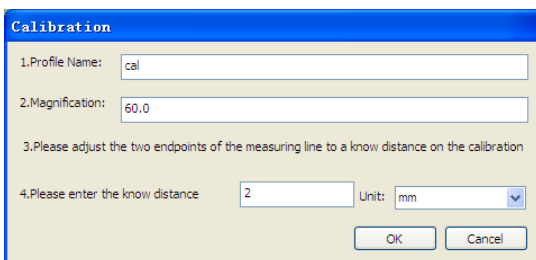 Calibration
1.Profile Name: cal
2.Magnification: 60.0
3.Please adjust the two endpoints of the measuring line to a know distance on the calibration
4.Please enter the know distance 2 Unit: mm
OK Cancel